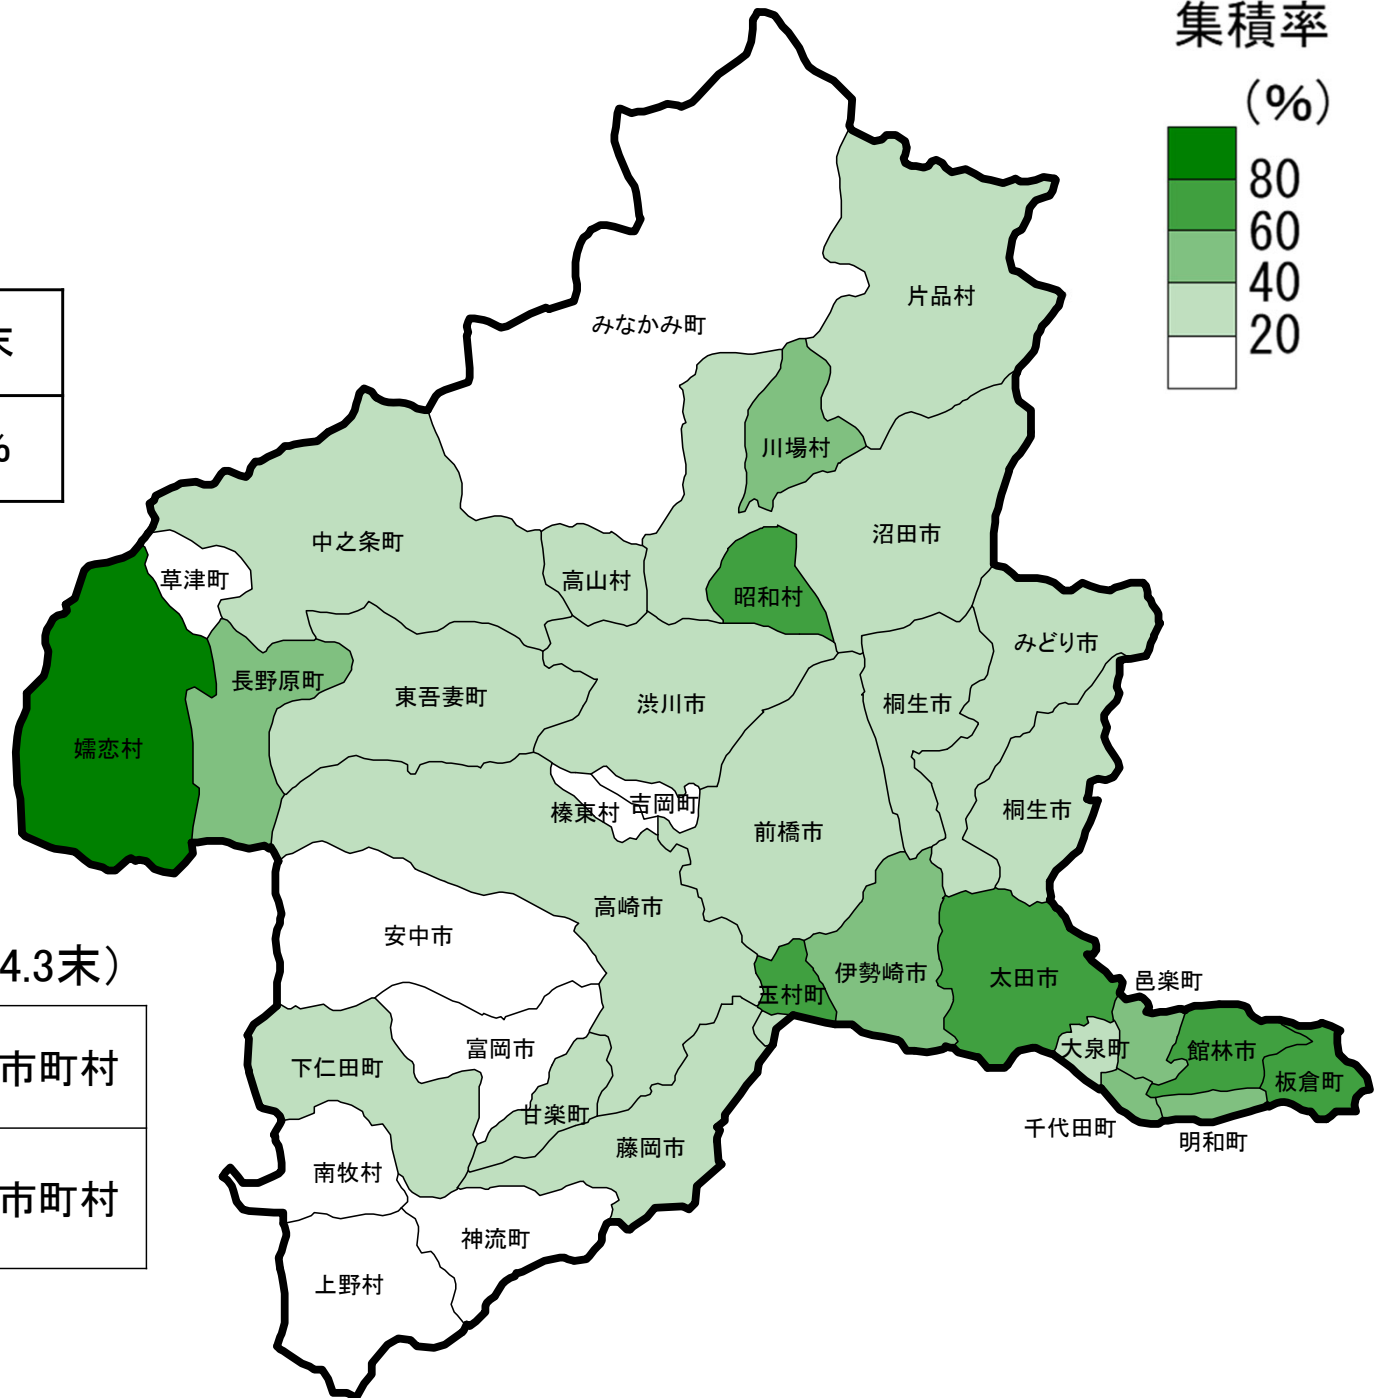 集積率
(%)
80
60
40
20
末
%
片品村
みなかみ町
川場村
沼田市
中之条町
高山村
草津町
昭和村
みどり市
長野原町
東吾妻町
渋川市
桐生市
嬬恋村
榛東村
吉岡町
前橋市
桐生市
高崎市
安中市
4.3末)
伊勢崎市
太田市
邑楽町
玉村町
富岡市
大泉町
館林市
市町村
下仁田町
板倉町
甘楽町
千代田町
明和町
藤岡市
南牧村
市町村
神流町
上野村